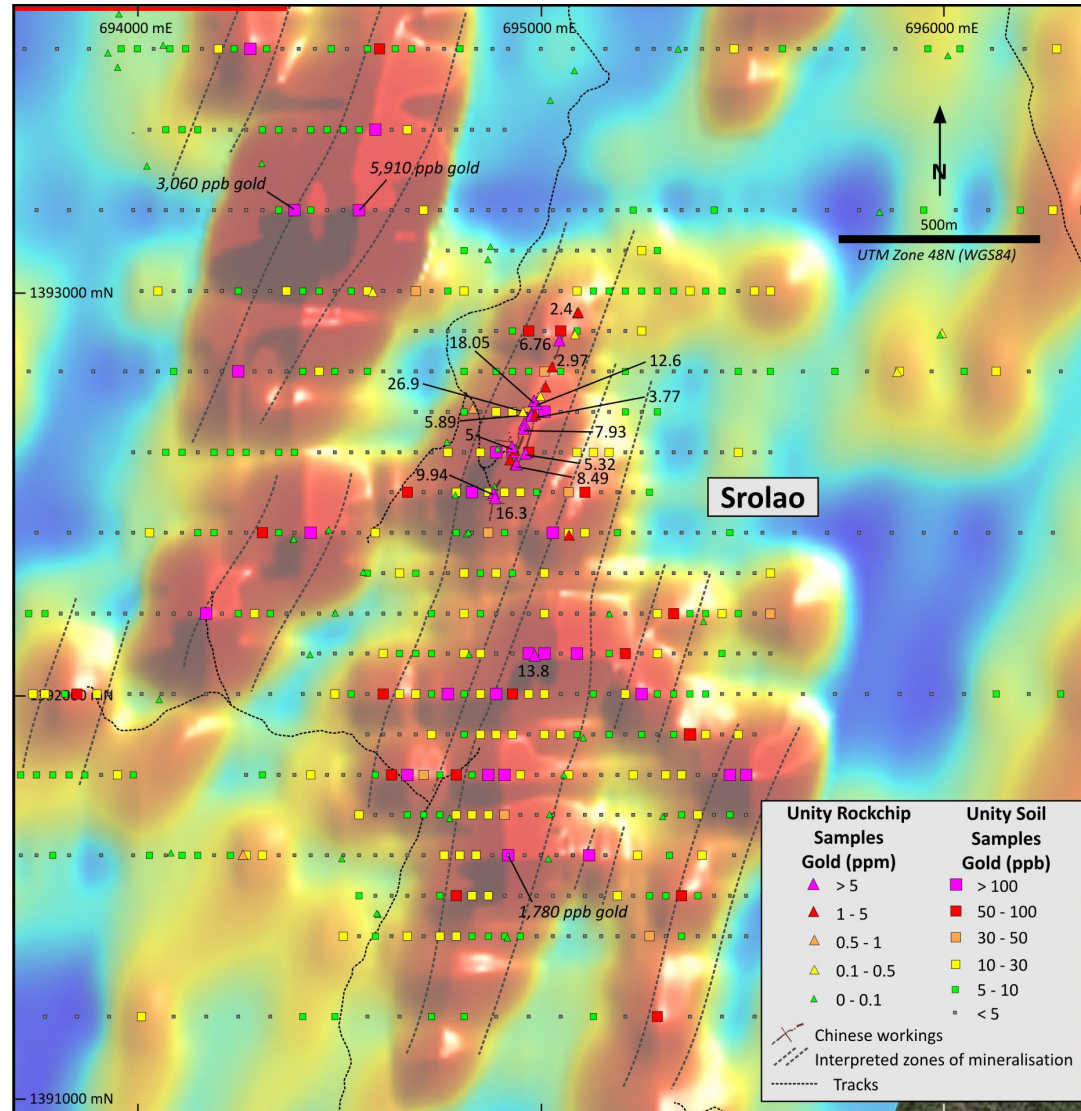 694000 mE
695000 mE
696000 mE
3,060 ppb gold
5,910 ppb gold
N
500m
UTM Zone 48N (WGS84)
1393000 mN
2.4
18.05
6.76
2.97
12.6
26.9
3.77
5.89
7.93
5
5.32
9.94
8.49
16.3
Srolao
13.8
1,780 ppb gold
1391000 mN
Unity Rockchip
Samples
Gold (ppm)
> 5
1 - 5
0.5 - 1
0.1 - 0.5
0 - 0.1
Unity Soil
Samples
Gold (ppb)
> 100
50 - 100
30 - 50
10 - 30
5 - 10
< 5
Chinese workings
Interpreted zones of mineralisation
Tracks